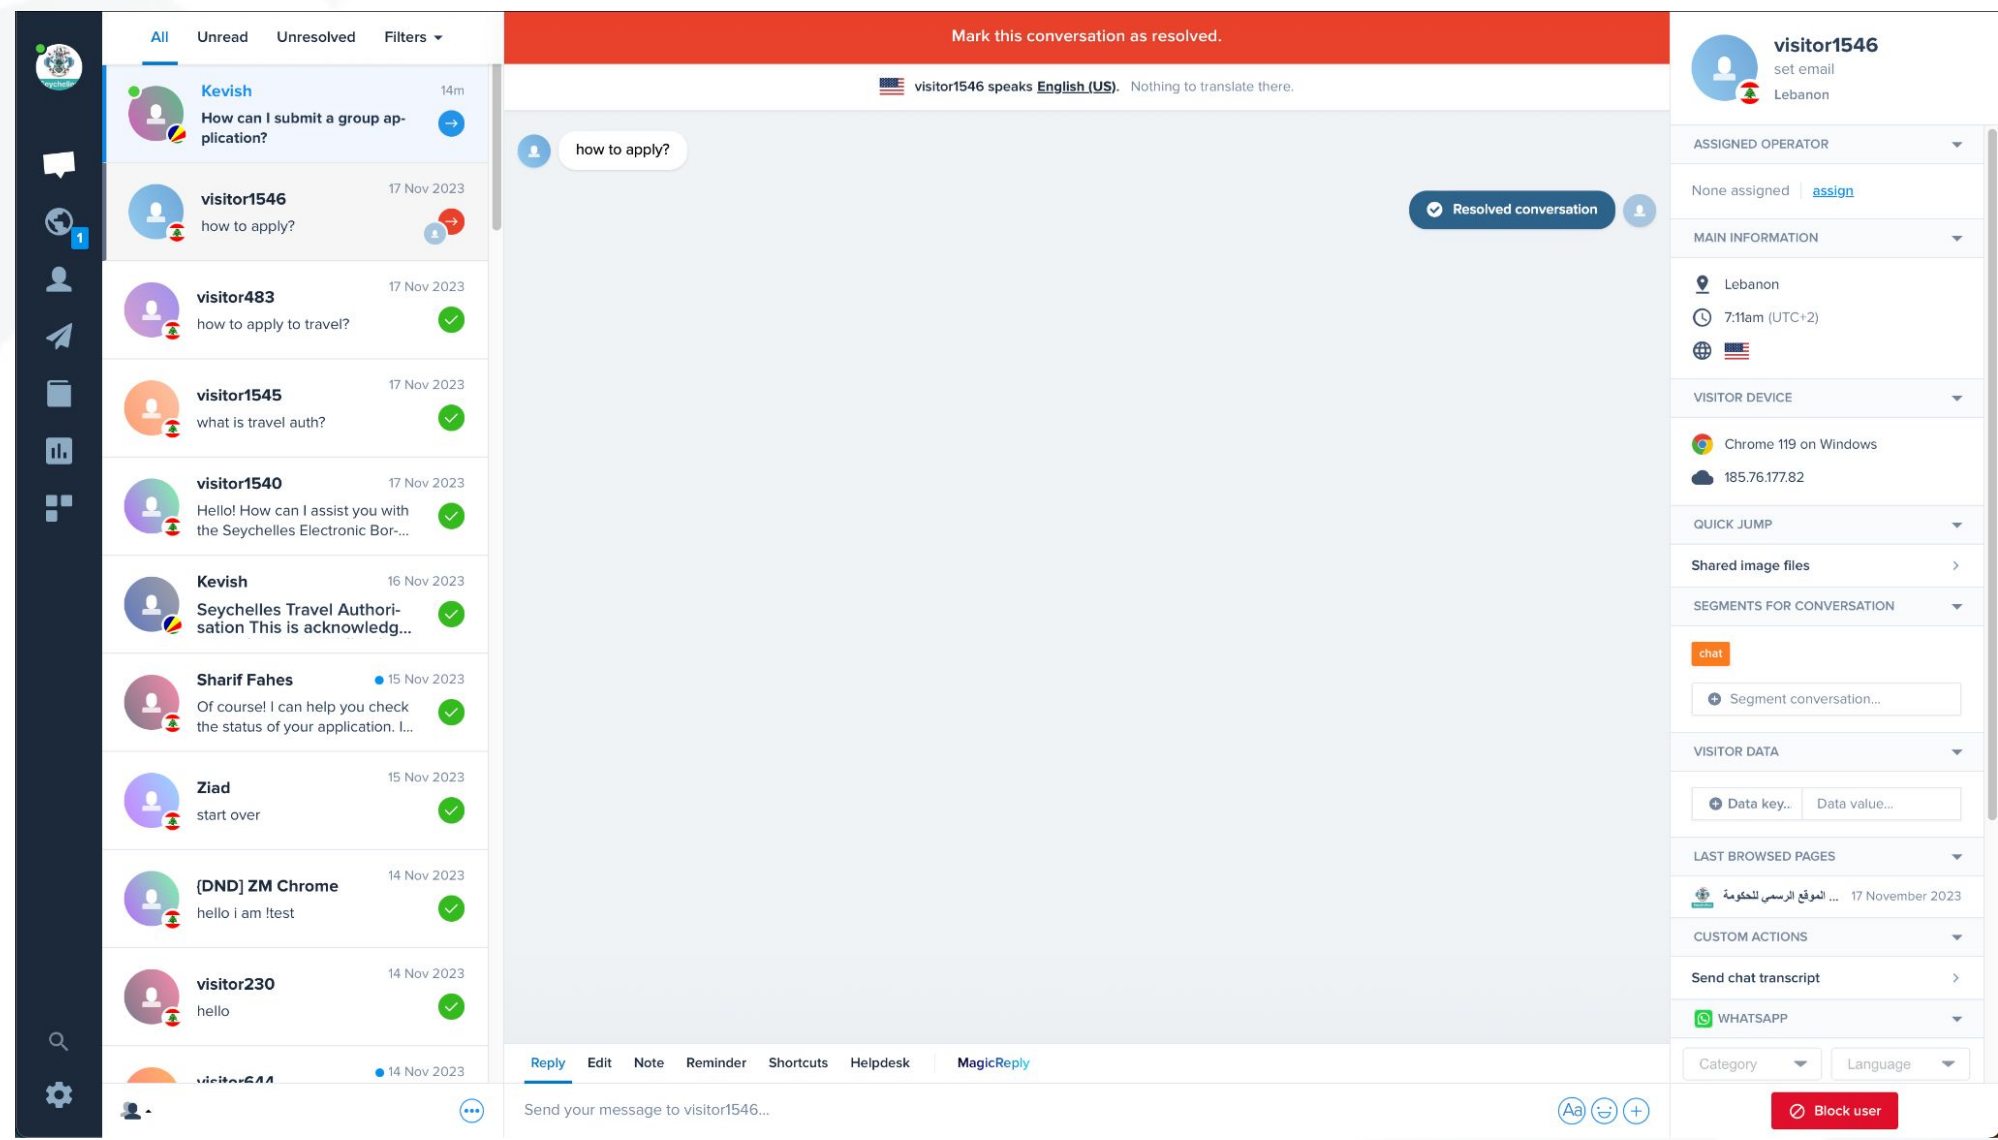 Seychelles
1
All Unread Unresolved Filters
Kevish 14m
How can I submit a group ap-
plication?
visitor1546 17 Nov 2023
how to apply?
visitor483 17 Nov 2023
how to apply to travel?
visitor1545 17 Nov 2023
what is travel auth?
visitor1540 17 Nov 2023
Hello! How can I assist you with
the Seychelles Electronic Bor-...
Kevish 16 Nov 2023
Seychelles Travel Authori-
sation This is acknowledg...
Sharif Fahes 15 Nov 2023
Of course! I can help you check
the status of your application. I...
Ziad 15 Nov 2023
start over
{DND] ZM Chrome 14 Nov 2023
hello i am !test
visitor230 14 Nov 2023
hello
visitor644 14 Nov 2023
Mark this conversation as resolved.
visitor1546 speaks English (US). Nothing to translate there.
how to apply?
Resolved conversation
Reply Edit Note Reminder Shortcuts Helpdesk MagicReply
Send your message to visitor1546...
Aa
visitor1546
set email
Lebanon
ASSIGNED OPERATOR
None assigned assign
MAIN INFORMATION
Lebanon
7:11am (UTC+2)
VISITOR DEVICE
Chrome 119 on Windows
185.76.177.82
QUICK JUMP
Shared image files
SEGMENTS FOR CONVERSATION
chat
Segment conversation...
VISITOR DATA
Data key... Data value...
LAST BROWSED PAGES
الموقع الرسمي للحكومة ... 17 November 2023
CUSTOM ACTIONS
Send chat transcript
WHATSAPP
Category Language
Block user